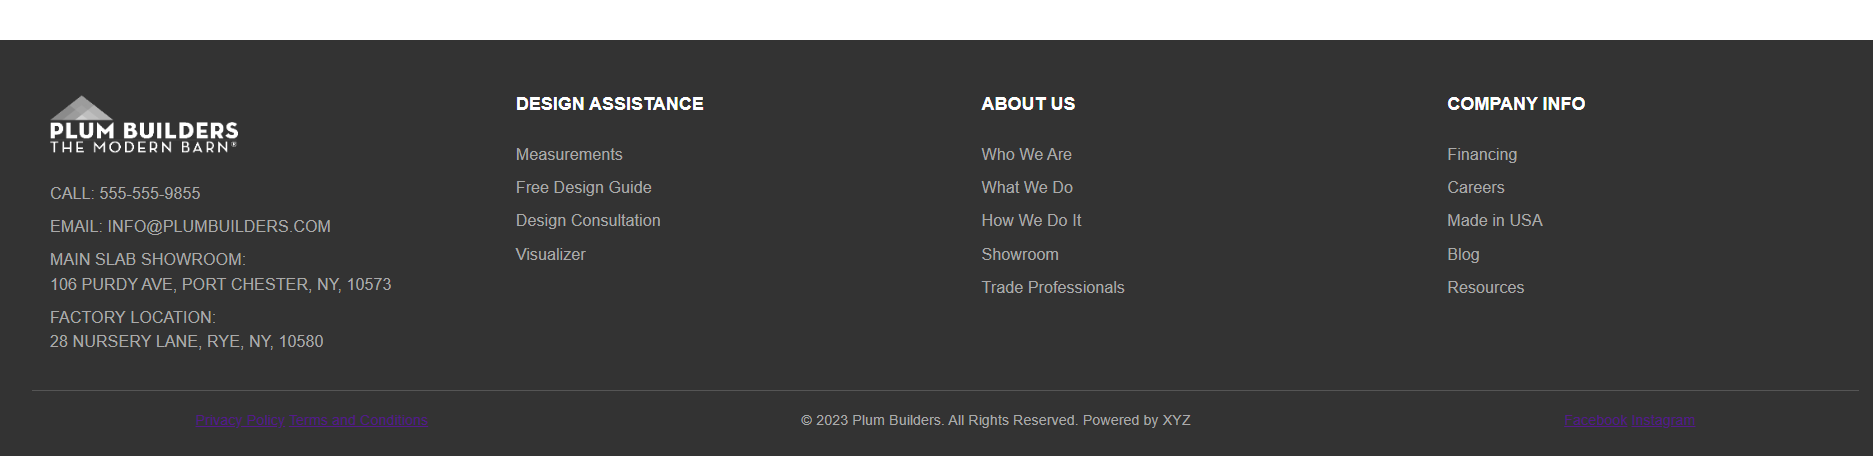 PLUM BUILDERS
THE MODERN BARN®
CALL: 555-555-9855
EMAIL: INFO@PLUMBUILDERS.COM
MAIN SLAB SHOWROOM:
106 PURDY AVE, PORT CHESTER, NY, 10573
FACTORY LOCATION:
28 NURSERY LANE, RYE, NY, 10580
DESIGN ASSISTANCE
Measurements
Free Design Guide
Design Consultation
Visualizer
ABOUT US
Who We Are
What We Do
How We Do It
Showroom
Trade Professionals
COMPANY INFO
Financing
Careers
Made in USA
Blog
Resources
Privacy Policy Terms and Conditions
© 2023 Plum Builders. All Rights Reserved. Powered by XYZ
Facebook Instagram